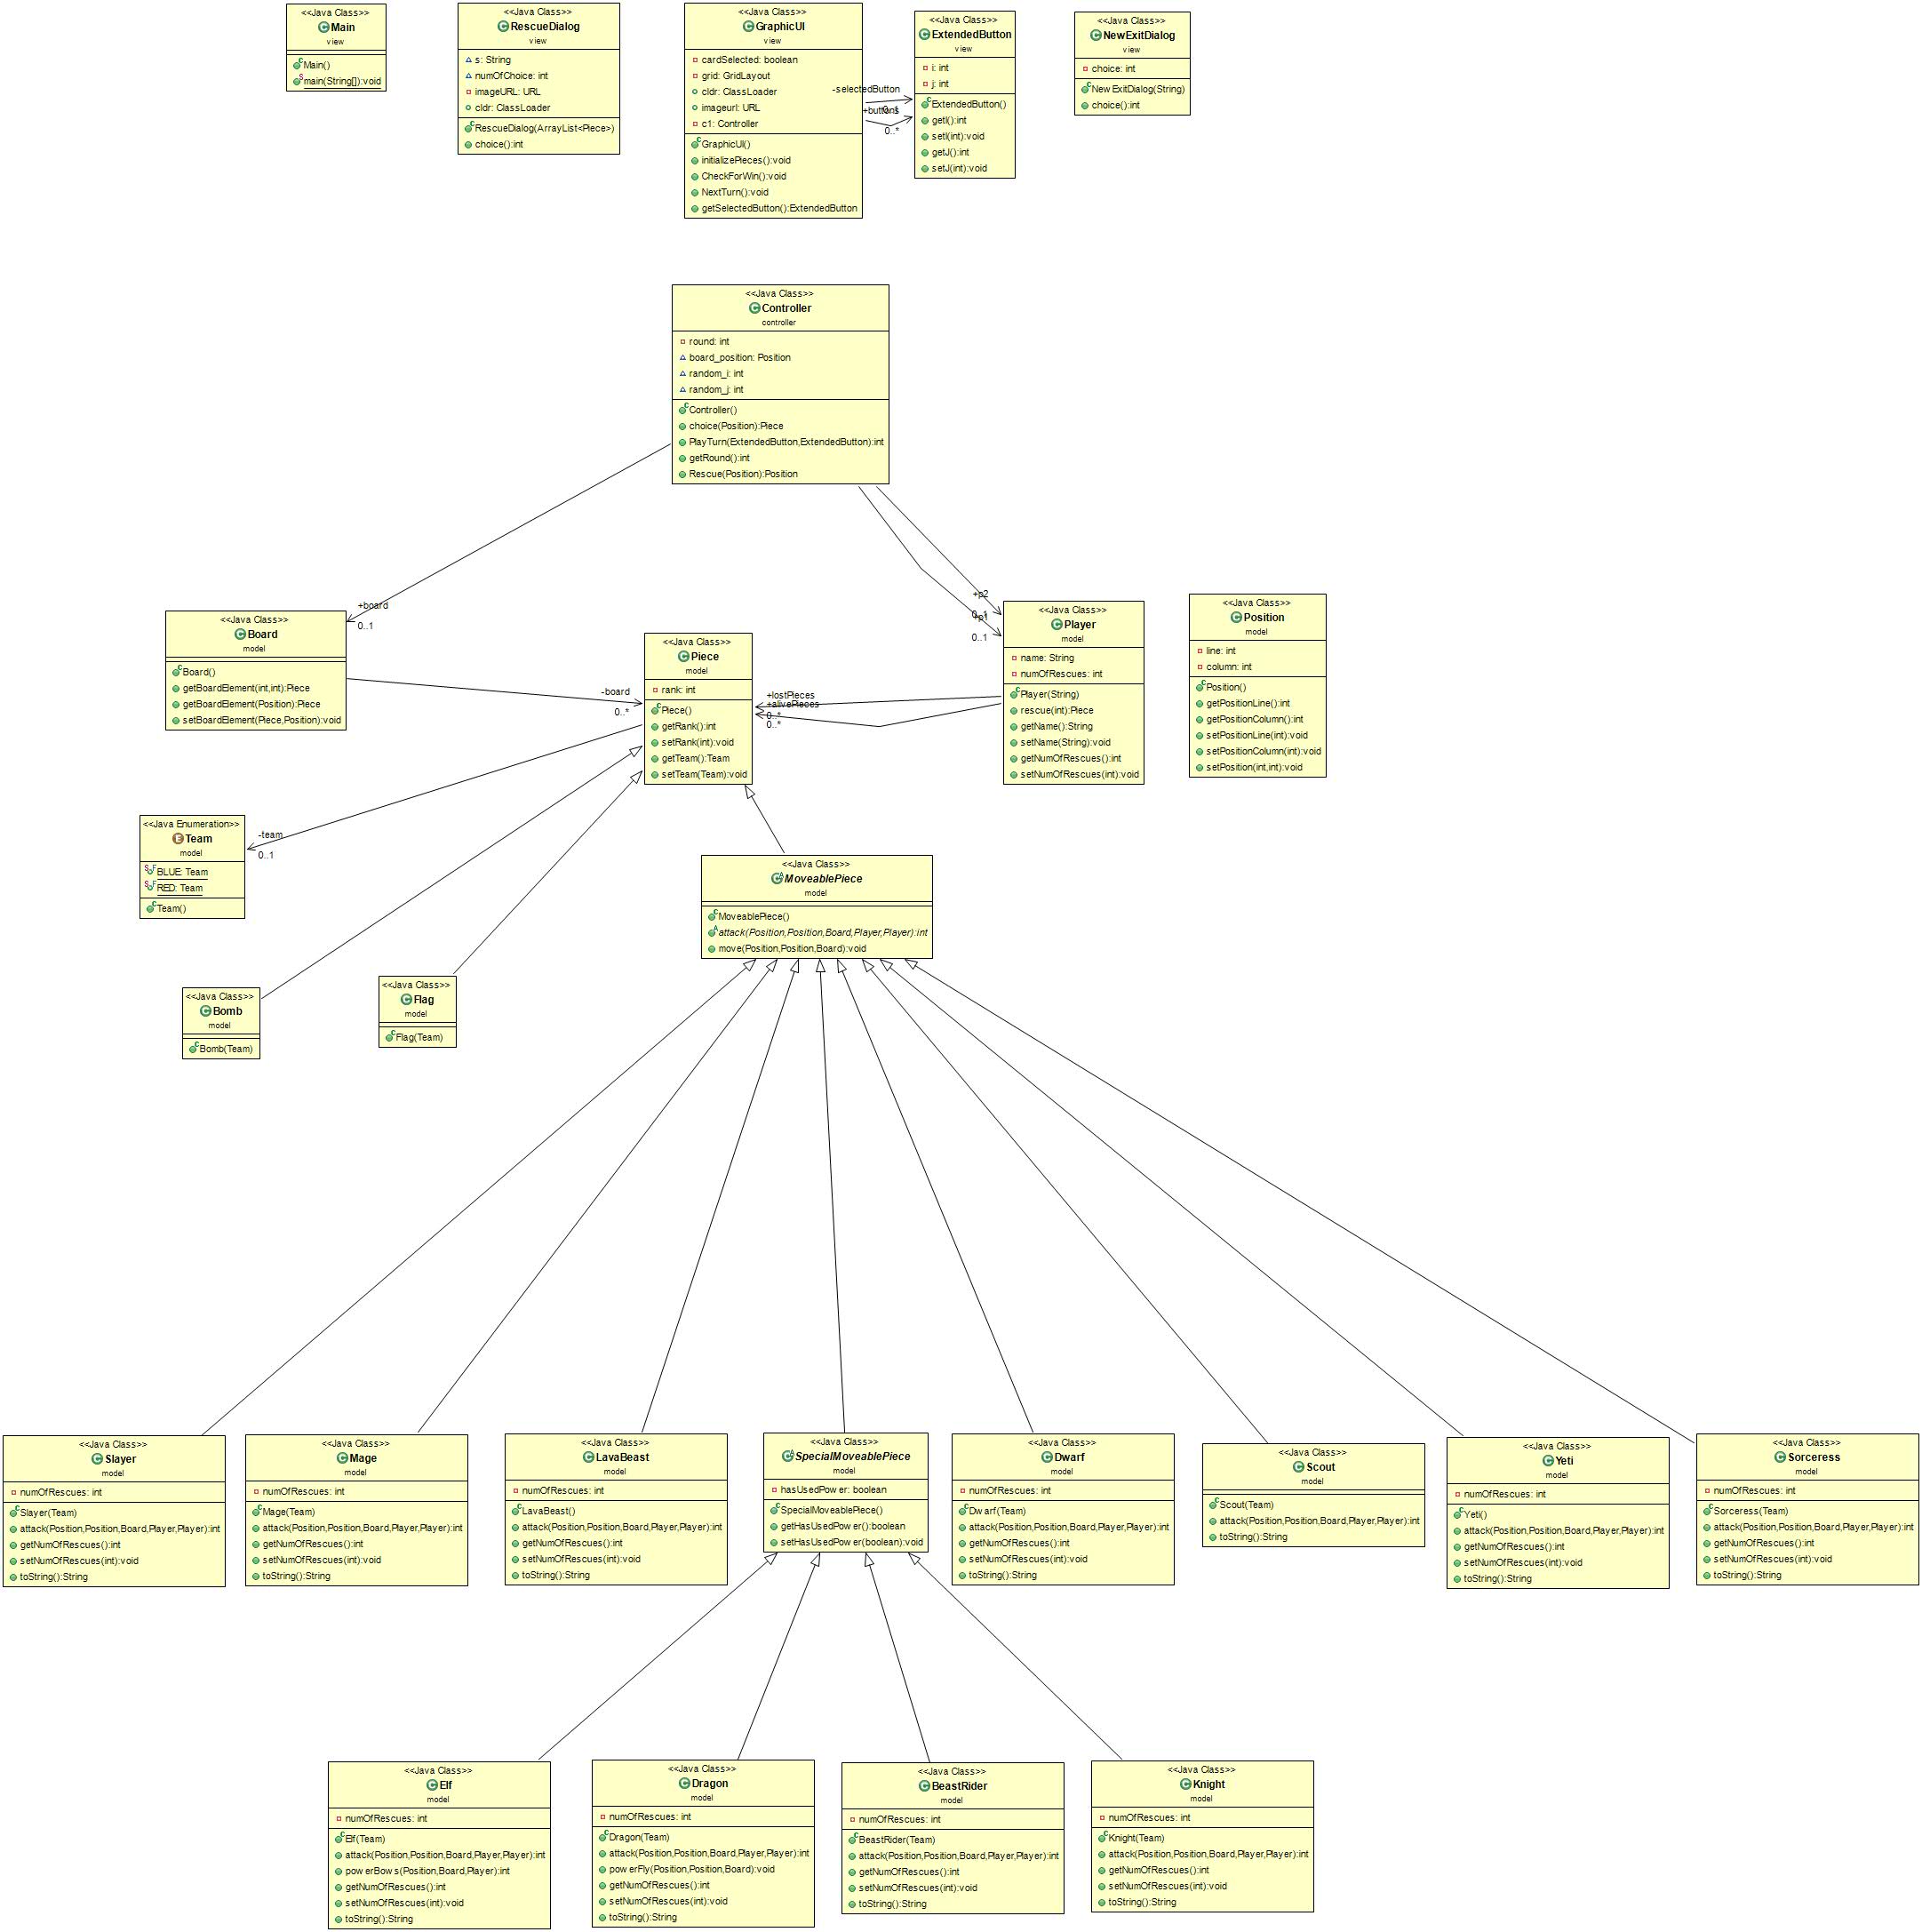 <<Java Class>>
Main
view
Main()
main(String[]):void
<<Java Class>>
RescueDialog
view
s: String
numOfChoice: int
imageURL: URL
cldr: ClassLoader
RescueDialog(ArrayList<Piece>)
choice():int
<<Java Class>>
GraphicUI
view
cardSelected: boolean
grid: GridLayout
cldr: ClassLoader
imageurl: URL
c1: Controller
GraphicUI()
initializePieces():void
CheckForWin():void
NextTurn():void
getSelectedButton():ExtendedButton
-selectedButton
0..1
+buttons
0..*
<<Java Class>>
ExtendedButton
view
i: int
j: int
ExtendedButton()
getI():int
setI(int):void
getJ():int
setJ(int):void
<<Java Class>>
NewExitDialog
view
choice: int
NewExitDialog(String)
choice():int
<<Java Class>>
Controller
controller
round: int
board_position: Position
random_i: int
random_j: int
Controller()
choice(Position):Piece
PlayTurn(ExtendedButton,ExtendedButton):int
getRound():int
Rescue(Position):Position
+board
0..1
+p2
0..1
+p1
0..1
<<Java Class>>
Board
model
Board()
getBoardElement(int,int):Piece
getBoardElement(Position):Piece
setBoardElement(Piece,Position):void
-board
0..*
<<Java Class>>
Piece
model
rank: int
Piece()
getRank():int
setRank(int):void
getTeam():Team
setTeam(Team):void
+lostPieces
0..*
+alivePieces
0..*
<<Java Class>>
Player
model
name: String
numOfRescues: int
Player(String)
rescue(int):Piece
getName():String
setName(String):void
getNumOfRescues():int
setNumOfRescues(int):void
<<Java Class>>
Position
model
line: int
column: int
Position()
getPositionLine():int
getPositionColumn():int
setPositionLine(int):void
setPositionColumn(int):void
setPosition(int,int):void
<<Java Enumeration>>
Team
model
BLUE: Team
RED: Team
Team()
-team
0..1
<<Java Class>>
MoveablePiece
model
MoveablePiece()
attack(Position,Position,Board,Player,Player):int
move(Position,Position,Board):void
<<Java Class>>
Bomb
model
Bomb(Team)
<<Java Class>>
Flag
model
Flag(Team)
<<Java Class>>
Slayer
model
numOfRescues: int
Slayer(Team)
attack(Position,Position,Board,Player,Player):int
getNumOfRescues():int
setNumOfRescues(int):void
toString():String
<<Java Class>>
Mage
model
numOfRescues: int
Mage(Team)
attack(Position,Position,Board,Player,Player):int
getNumOfRescues():int
setNumOfRescues(int):void
toString():String
<<Java Class>>
LavaBeast
model
numOfRescues: int
LavaBeast()
attack(Position,Position,Board,Player,Player):int
getNumOfRescues():int
setNumOfRescues(int):void
toString():String
<<Java Class>>
SpecialMoveablePiece
model
hasUsedPower: boolean
SpecialMoveablePiece()
getHasUsedPower():boolean
setHasUsedPower(boolean):void
<<Java Class>>
Dwarf
model
numOfRescues: int
Dwarf(Team)
attack(Position,Position,Board,Player,Player):int
getNumOfRescues():int
setNumOfRescues(int):void
toString():String
<<Java Class>>
Scout
model
Scout(Team)
attack(Position,Position,Board,Player,Player):int
toString():String
<<Java Class>>
Yeti
model
numOfRescues: int
Yeti()
attack(Position,Position,Board,Player,Player):int
getNumOfRescues():int
setNumOfRescues(int):void
toString():String
<<Java Class>>
Sorceress
model
numOfRescues: int
Sorceress(Team)
attack(Position,Position,Board,Player,Player):int
getNumOfRescues():int
setNumOfRescues(int):void
toString():String
<<Java Class>>
Elf
model
numOfRescues: int
Elf(Team)
attack(Position,Position,Board,Player,Player):int
powerBows(Position,Board,Player):int
getNumOfRescues():int
setNumOfRescues(int):void
toString():String
<<Java Class>>
Dragon
model
numOfRescues: int
Dragon(Team)
attack(Position,Position,Board,Player,Player):int
powerFly(Position,Position,Board):void
getNumOfRescues():int
setNumOfRescues(int):void
toString():String
<<Java Class>>
BeastRider
model
numOfRescues: int
BeastRider(Team)
attack(Position,Position,Board,Player,Player):int
getNumOfRescues():int
setNumOfRescues(int):void
toString():String
<<Java Class>>
Knight
model
numOfRescues: int
Knight(Team)
attack(Position,Position,Board,Player,Player):int
getNumOfRescues():int
setNumOfRescues(int):void
toString():String